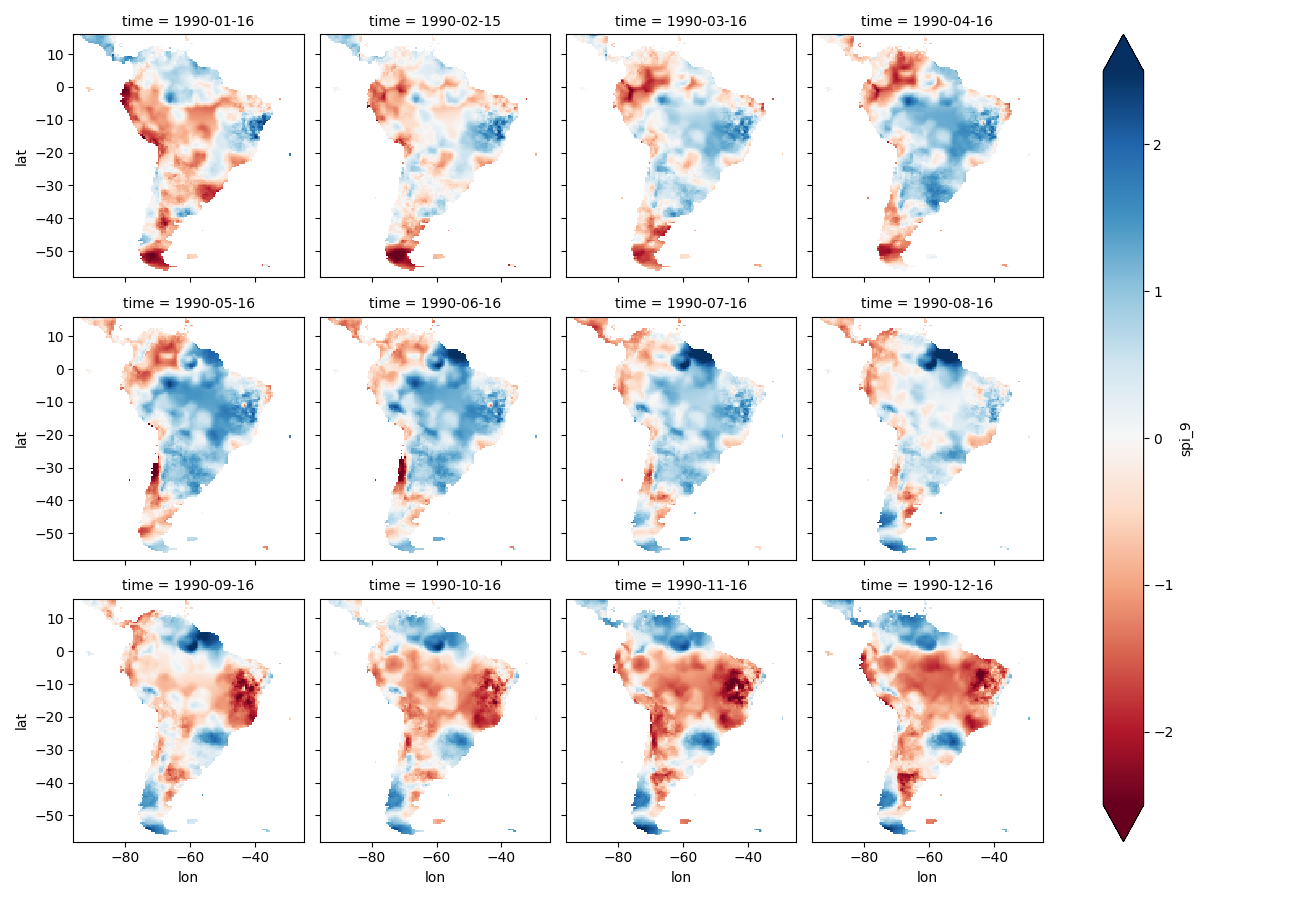 time = 1990-01-16
time = 1990-02-15
time = 1990-03-16
time = 1990-04-16
10
0
−10
−20
−30
−40
−50
lat
time = 1990-05-16
time = 1990-06-16
time = 1990-07-16
time = 1990-08-16
10
0
−10
−20
−30
−40
−50
lat
time = 1990-09-16
time = 1990-10-16
time = 1990-11-16
time = 1990-12-16
10
0
−10
−20
−30
−40
−50
lat
−80
−60
−40
lon
−80
−60
−40
lon
−80
−60
−40
lon
−80
−60
−40
lon
2
1
0
−1
−2
spi_9